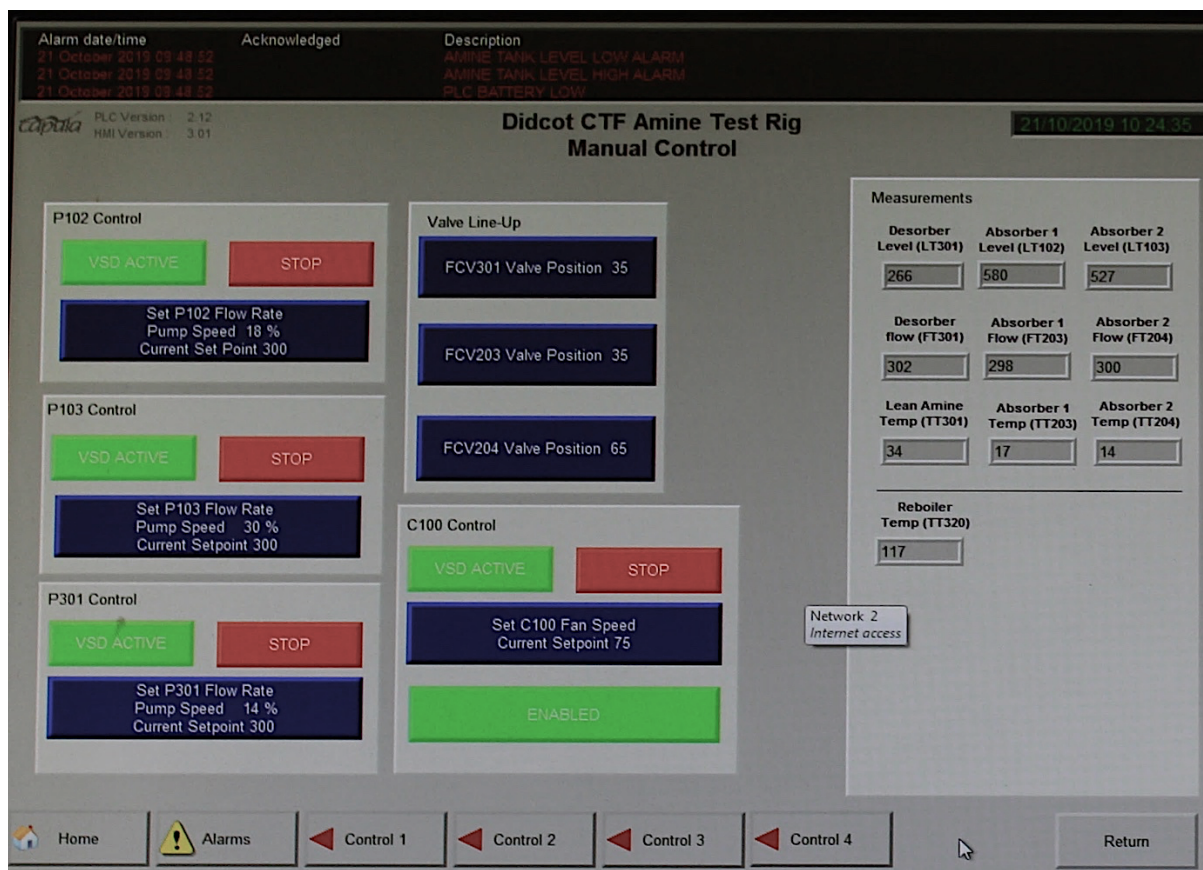 Alarm date/time Acknowledged Description
21 October 2019 09:48:52 AMINE TANK LEVEL LOW ALARM
21 October 2019 09:48:52 AMINE TANK LEVEL HIGH ALARM
21 October 2019 09:48:52 PLC BATTERY LOW
capula
PLC Version : 2.12
HMI Version : 3.01
Didcot CTF Amine Test Rig
Manual Control
21/10/2019 10:24:35
P102 Control
VSD ACTIVE STOP
Set P102 Flow Rate
Pump Speed 18 %
Current Set Point 300
P103 Control
VSD ACTIVE STOP
Set P103 Flow Rate
Pump Speed 30 %
Current Setpoint 300
P301 Control
VSD ACTIVE STOP
Set P301 Flow Rate
Pump Speed 14 %
Current Setpoint 300
Valve Line-Up
FCV301 Valve Position 35
FCV203 Valve Position 35
FCV204 Valve Position 65
C100 Control
VSD ACTIVE STOP
Set C100 Fan Speed
Current Setpoint 75
ENABLED
Network 2
Internet access
Measurements
Desorber Absorber 1 Absorber 2
Level (LT301) Level (LT102) Level (LT103)
266 580 527
Desorber Absorber 1 Absorber 2
flow (FT301) Flow (FT203) Flow (FT204)
302 298 300
Lean Amine Absorber 1 Absorber 2
Temp (TT301) Temp (TT203) Temp (TT204)
34 17 14
Reboiler
Temp (TT320)
117
Home Alarms Control 1 Control 2 Control 3 Control 4 Return